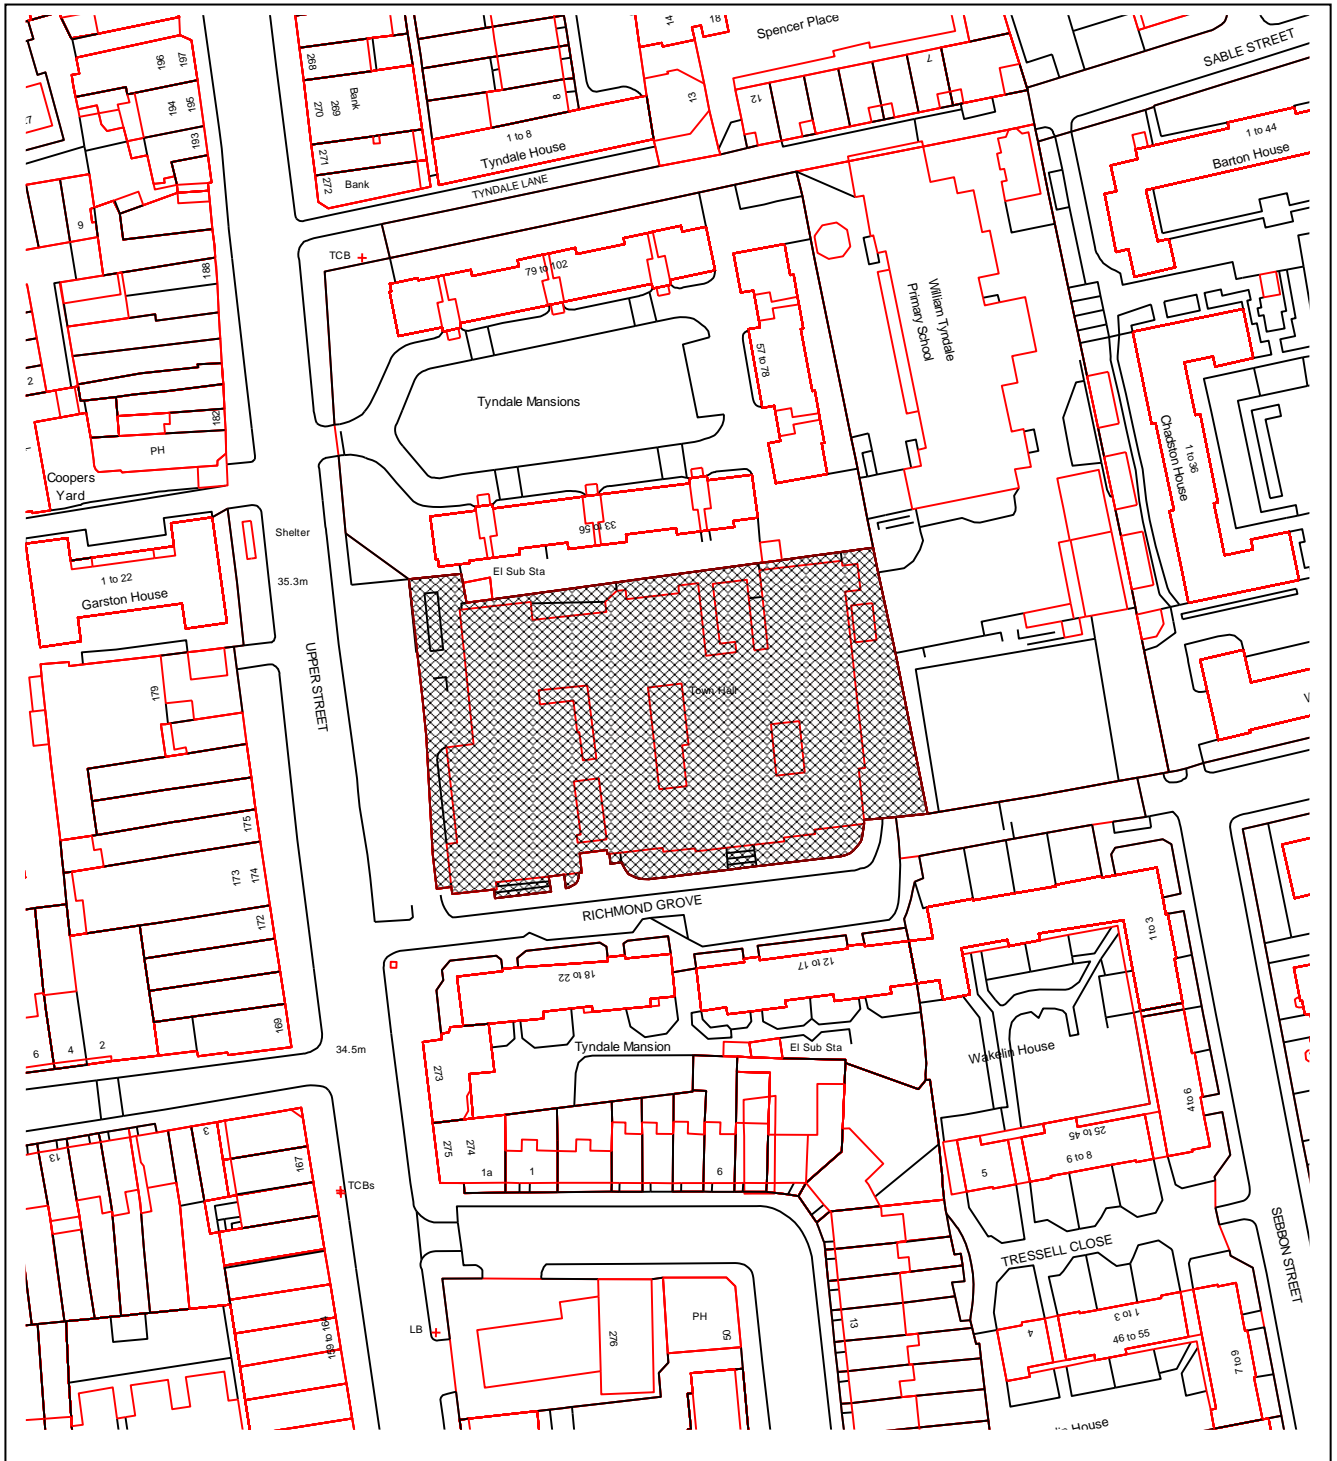 14
18
Spencer Place
SABLE STREET
197
196
268
Bank
7
195
194
269
270
8
13
12
193
1 to 8
Tyndale House
1 to 44
Barton House
271
272
Bank
TYNDALE LANE
9
TCB
79 to 102
188
William Tyndale
Primary School
57 to 78
2
Tyndale Mansions
182
PH
Chadston House
1 to 36
Coopers
Yard
33 to 56
Shelter
El Sub Sta
35.3m
1 to 22
Garston House
UPPER STREET
179
Town Hall
175
174
173
172
RICHMOND GROVE
1 to 3
18 to 22
12 to 17
169
6
4
2
34.5m
Tyndale Mansion
El Sub Sta
Wakelin House
273
4 to 6
13
3
167
275
274
1a
1
6
25 to 45
6 to 8
5
TCBs
TRESSELL CLOSE
SEBBON STREET
LB
276
PH
50
13
4
1 to 3
46 to 55
7 to 9
159 to 164
lin House